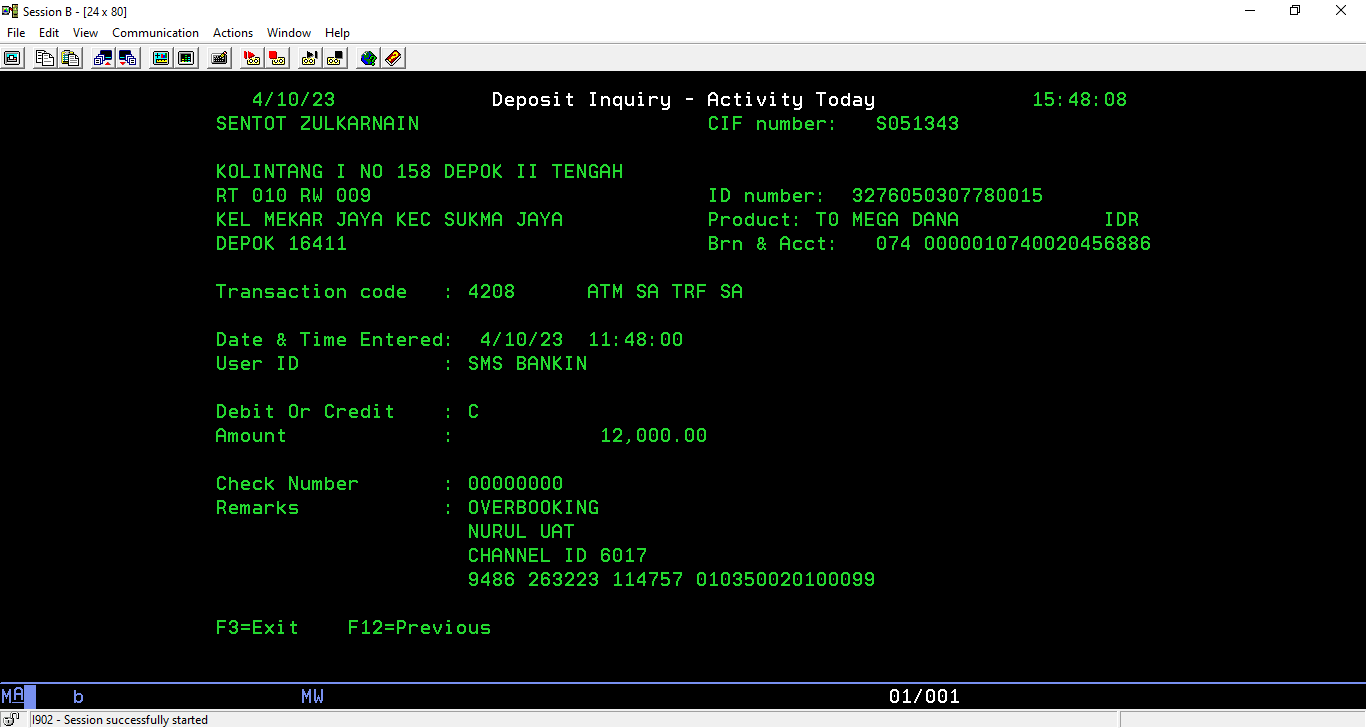 Session B - [24 x 80]
File Edit View Communication Actions Window Help
4/10/23 Deposit Inquiry - Activity Today 15:48:08
SENTOT ZULKARNAIN CIF number: S051343
KOLINTANG I NO 158 DEPOK II TENGAH
RT 010 RW 009 ID number: 3276050307780015
KEL MEKAR JAYA KEC SUKMA JAYA Product: T0 MEGA DANA IDR
DEPOK 16411 Brn & Acct: 074 0000010740020456886
Transaction code : 4208 ATM SA TRF SA
Date & Time Entered: 4/10/23 11:48:00
User ID : SMS BANKIN
Debit Or Credit : C
Amount : 12,000.00
Check Number : 00000000
Remarks : OVERBOOKING
NURUL UAT
CHANNEL ID 6017
9486 263223 114757 010350020100099
F3=Exit F12=Previous
MA b MW 01/001
I902 - Session successfully started